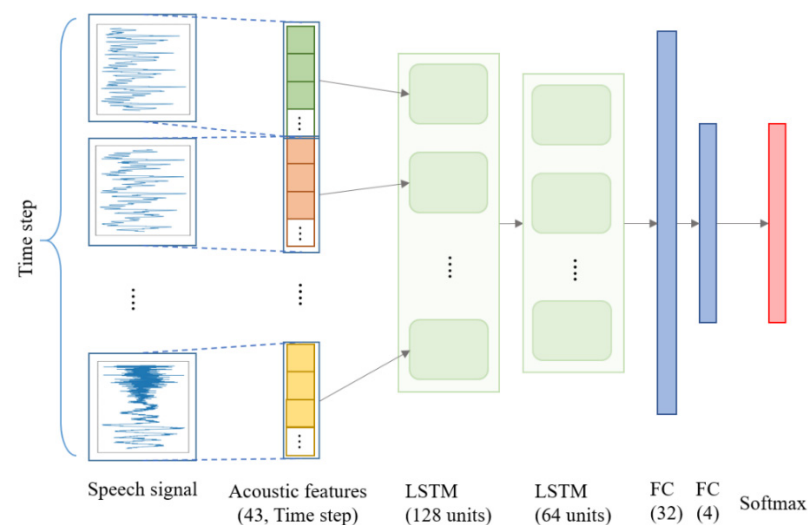 Time step
Speech signal
Acoustic features
(43, Time step)
LSTM
(128 units)
LSTM
(64 units)
FC
(32)
FC
(4)
Softmax